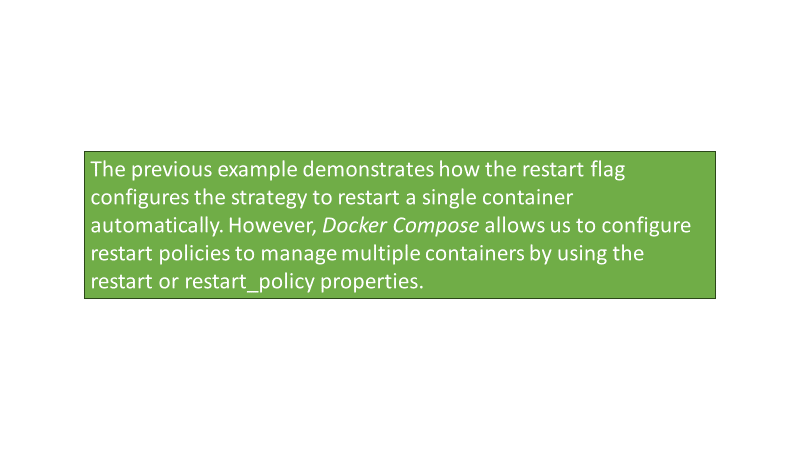 The previous example demonstrates how the restart flag
configures the strategy to restart a single container
automatically. However, Docker Compose allows us to configure
restart policies to manage multiple containers by using the
restart or restart_policy properties.